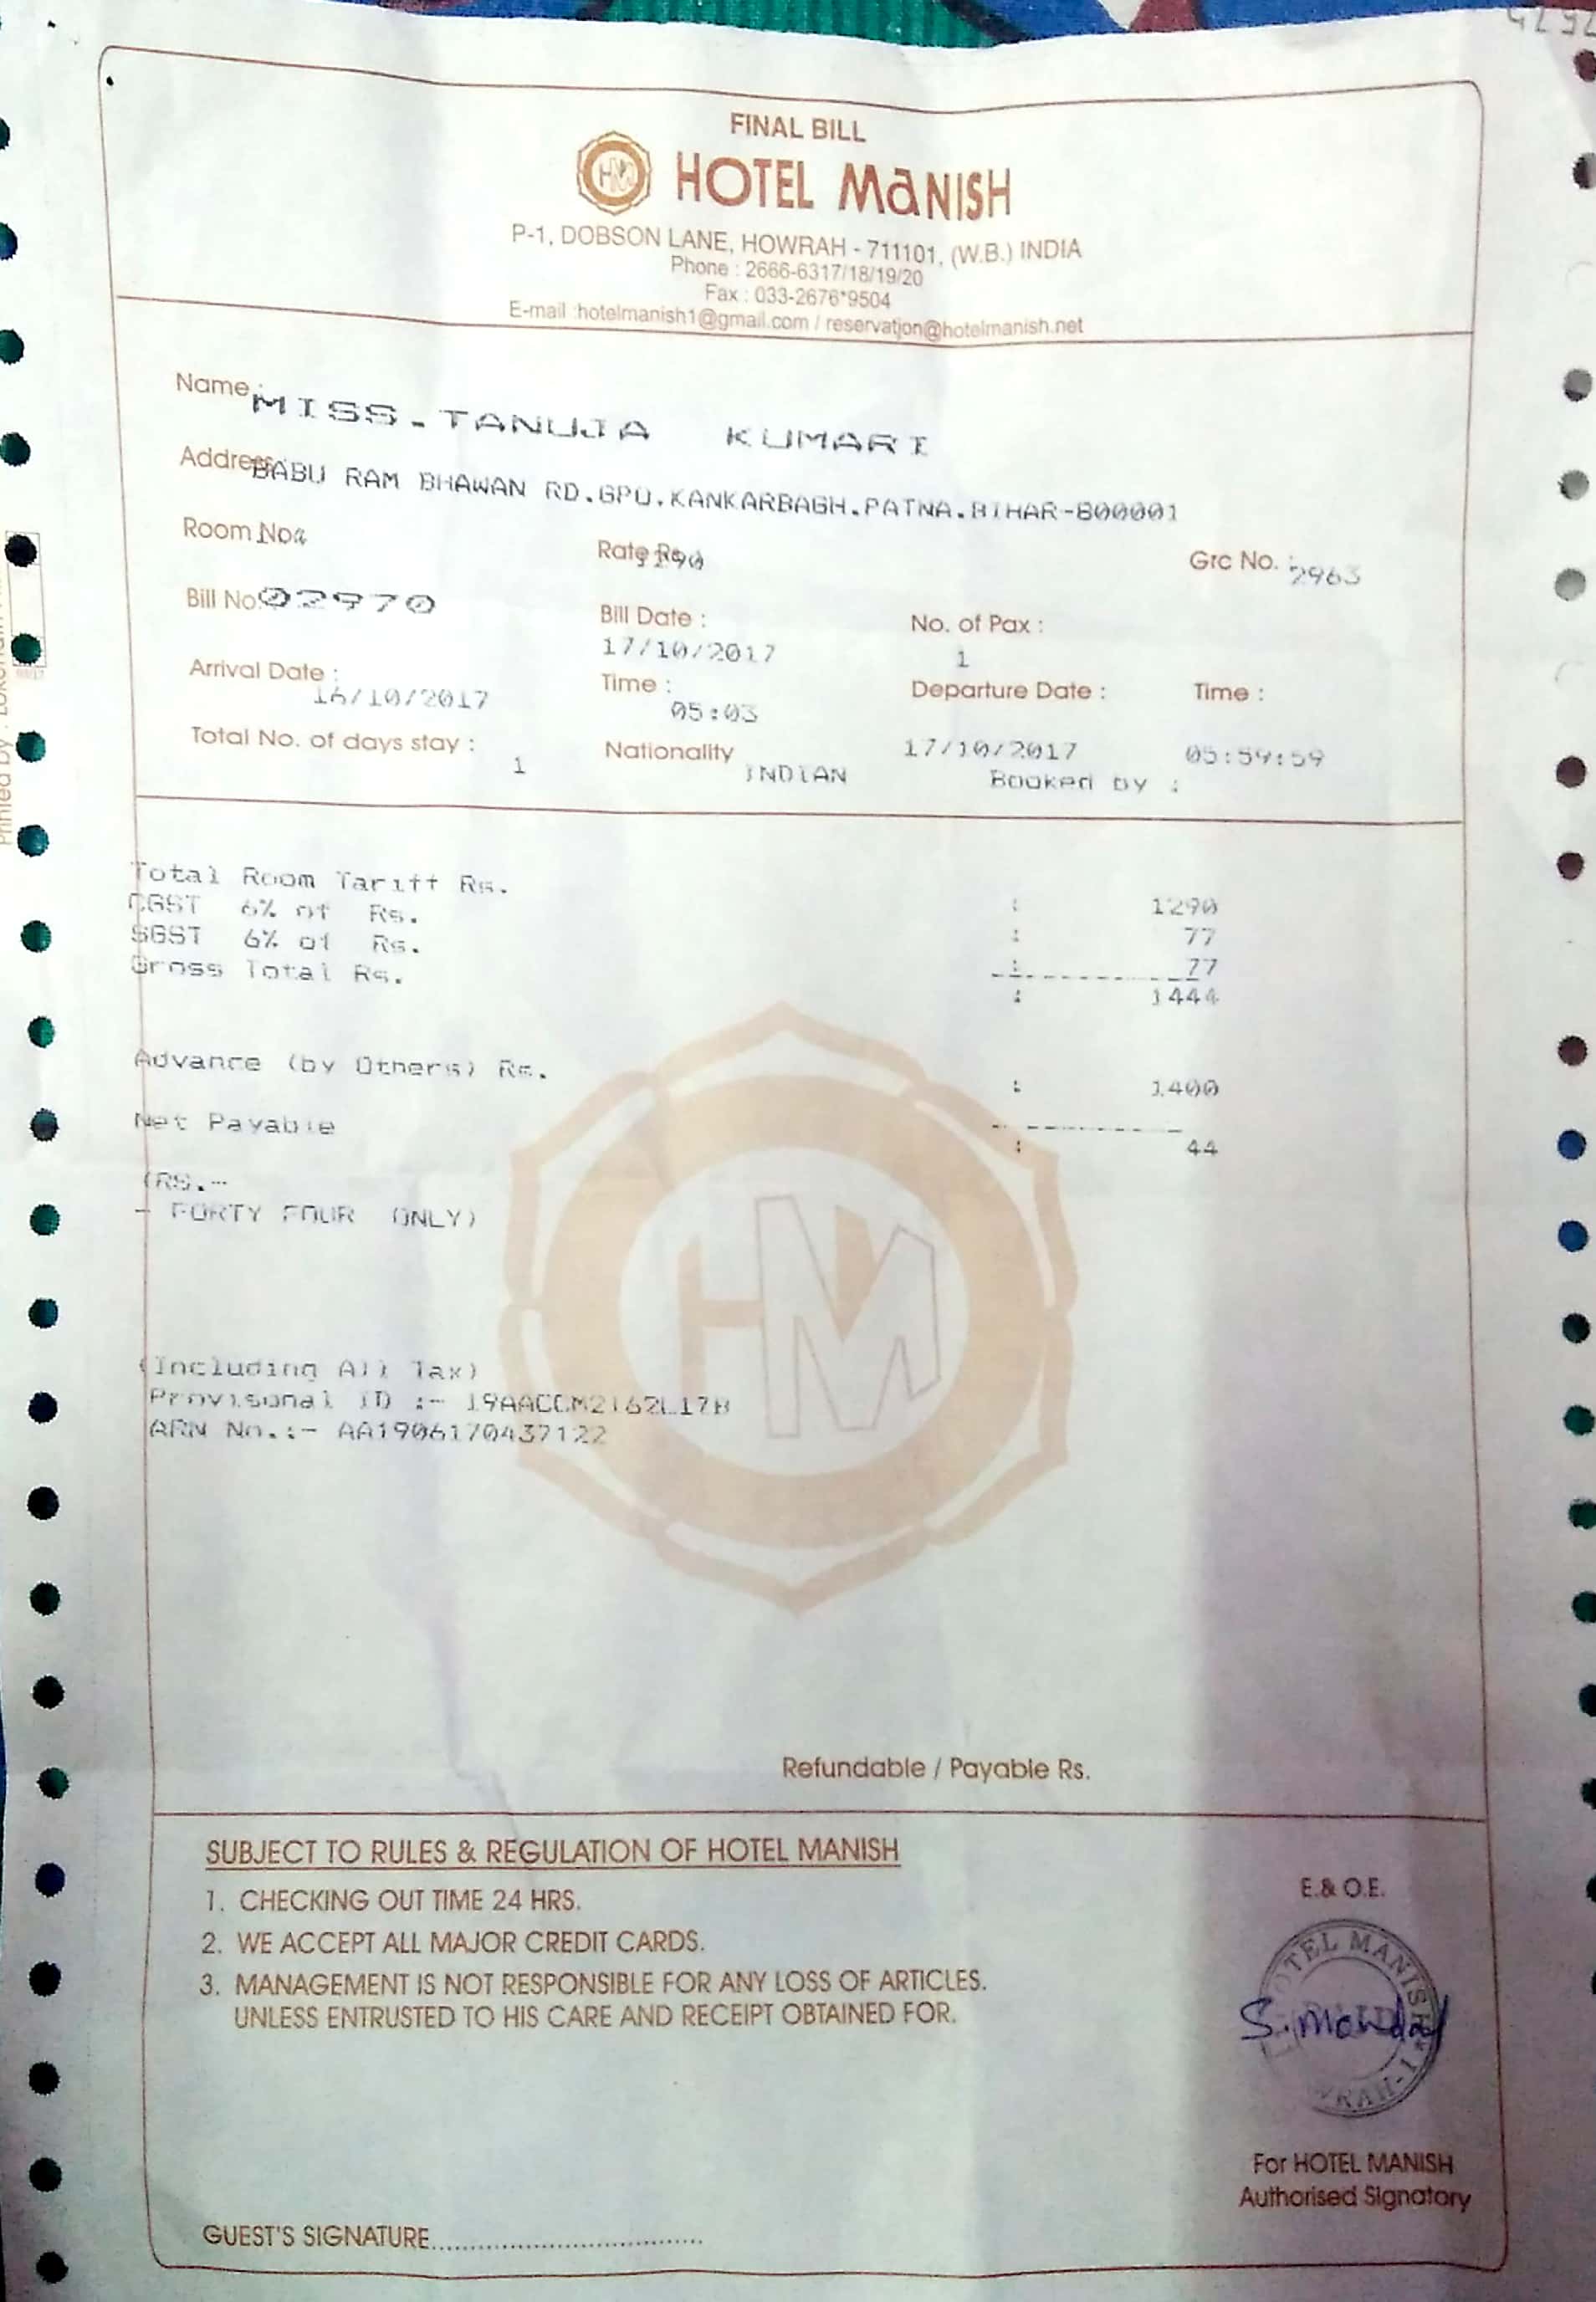 FINAL BILL
HM HOTEL MANISH
P-1, DOBSON LANE, HOWRAH - 711101, (W.B.) INDIA
Phone : 2666-6317/18/19/20
Fax : 033-2676*9504
E-mail :hotelmanish1@gmail.com / reservatjon@hotelmanish.net
Name : MISS.TANUJA KUMARI
Address BABU RAM BHAWAN RD.GPO.KANKARBAGH.PATNA.BIHAR-800001
Room No. Rate Rs. Grc No. : 2963
Bill No. 02970 Bill Date : No. of Pax :
17/10/2017 1
Arrival Date : Time : Departure Date : Time :
16/10/2017 05:03
Total No. of days stay : Nationality 17/10/2017 05:59:59
1 INDIAN Booked by :
Total Room Tariff Rs. : 1290
CGST 6% of Rs. : 77
SGST 6% of Rs. : 77
Gross Total Rs. : 1444
Advance (by Others) Rs. : 1400
Net Payable : 44
(RS.--
- FORTY FOUR ONLY)
HM
(Including All Tax)
Provisonal ID :- 19AACCM2162L1ZB
ARN No.:- AA1906170437122
Refundable / Payable Rs.
SUBJECT TO RULES & REGULATION OF HOTEL MANISH
1. CHECKING OUT TIME 24 HRS.
2. WE ACCEPT ALL MAJOR CREDIT CARDS.
3. MANAGEMENT IS NOT RESPONSIBLE FOR ANY LOSS OF ARTICLES.
UNLESS ENTRUSTED TO HIS CARE AND RECEIPT OBTAINED FOR.
E.& O.E.
HOTEL MANISH
S. Mondal
For HOTEL MANISH
Authorised Signatory
GUEST'S SIGNATURE....................................